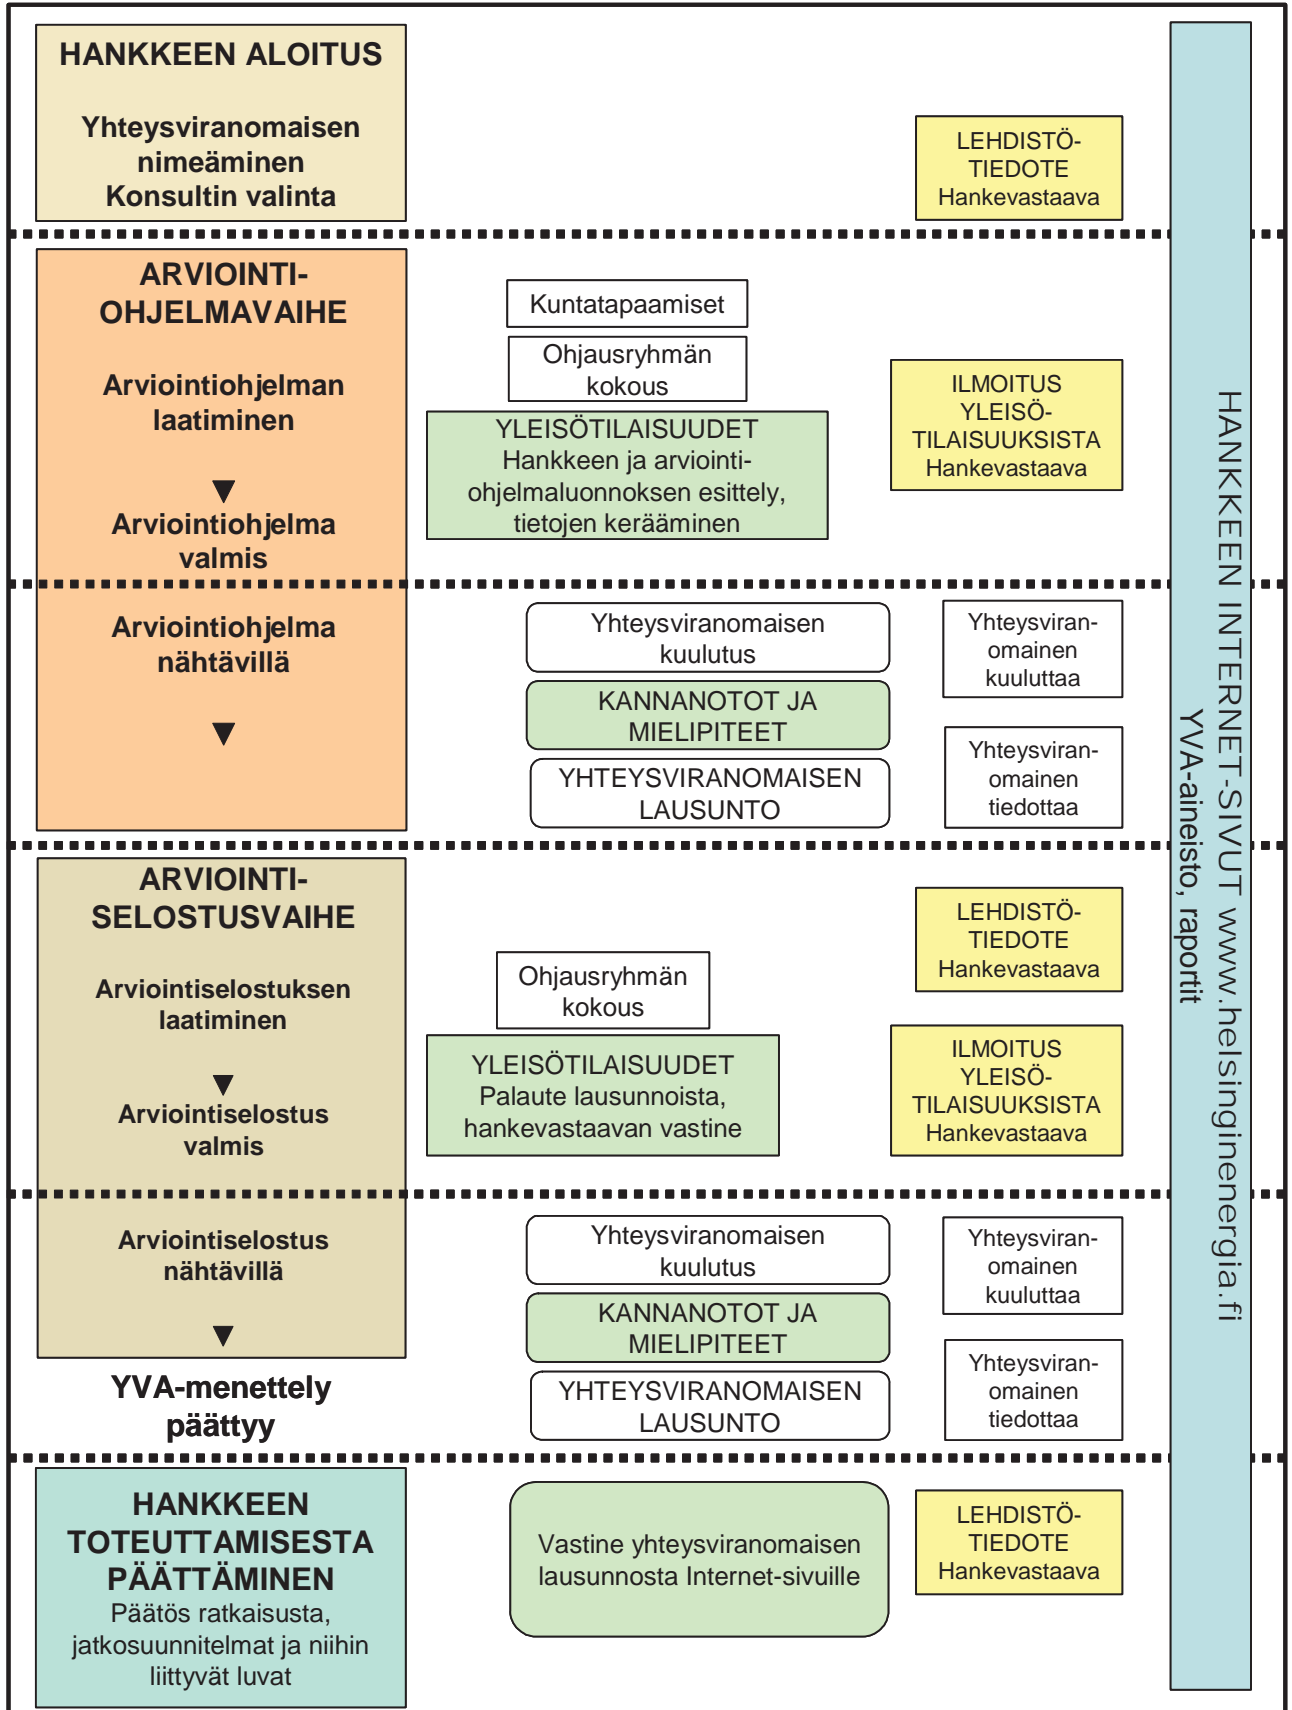 HANKKEEN ALOITUS
Yhteysviranomaisen
nimeäminen
Konsultin valinta
LEHDISTÖ-
TIEDOTE
Hankevastaava
ARVIOINTI-
OHJELMAVAIHE
Arviointiohjelman
laatiminen
Arviointiohjelma
valmis
Kuntatapaamiset
Ohjausryhmän
kokous
YLEISÖTILAISUUDET
Hankkeen ja arviointi-
ohjelmaluonnoksen esittely,
tietojen kerääminen
ILMOITUS
YLEISÖ-
TILAISUUKSISTA
Hankevastaava
Arviointiohjelma
nähtävillä
Yhteysviranomaisen
kuulutus
KANNANOTOT JA
MIELIPITEET
YHTEYSVIRANOMAISEN
LAUSUNTO
Yhteysviran-
omainen
kuuluttaa
Yhteysviran-
omainen
tiedottaa
ARVIOINTI-
SELOSTUSVAIHE
Arviointiselostuksen
laatiminen
Arviointiselostus
valmis
Ohjausryhmän
kokous
YLEISÖTILAISUUDET
Palaute lausunnoista,
hankevastaavan vastine
LEHDISTÖ-
TIEDOTE
Hankevastaava
ILMOITUS
YLEISÖ-
TILAISUUKSISTA
Hankevastaava
Arviointiselostus
nähtävillä
YVA-menettely
päättyy
Yhteysviranomaisen
kuulutus
KANNANOTOT JA
MIELIPITEET
YHTEYSVIRANOMAISEN
LAUSUNTO
Yhteysviran-
omainen
kuuluttaa
Yhteysviran-
omainen
tiedottaa
HANKKEEN
TOTEUTTAMISESTA
PÄÄTTÄMINEN
Päätös ratkaisusta,
jatkosuunnitelmat ja niihin
liittyvät luvat
Vastine yhteysviranomaisen
lausunnosta Internet-sivuille
LEHDISTÖ-
TIEDOTE
Hankevastaava
HANKKEEN INTERNET-SIVUT www.helsinginenergia.fi
YVA-aineisto, raportit